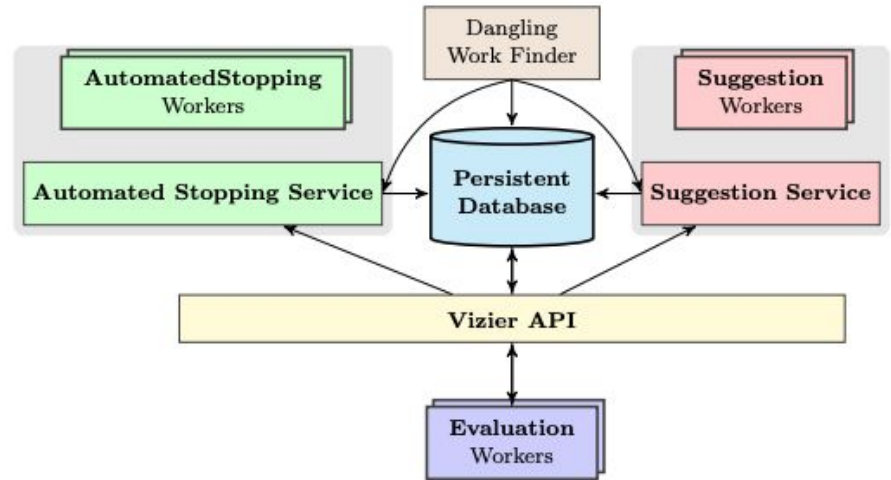 Dangling
Work Finder
AutomatedStopping
Workers
Suggestion
Workers
Automated Stopping Service
Persistent
Database
Suggestion Service
Vizier API
Evaluation
Workers